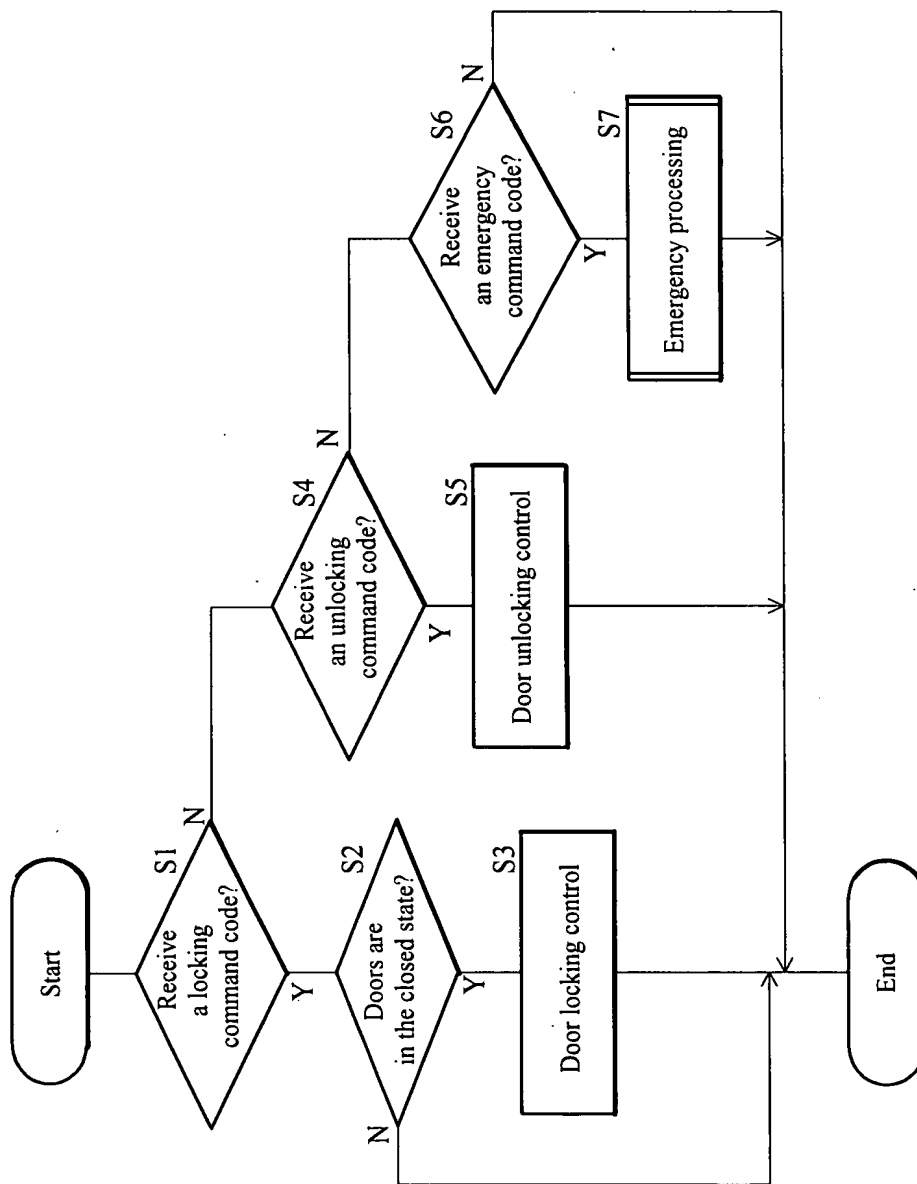 Start
S1
Receive
a locking
command code?
N
Y
S2
Doors are
in the closed state?
N
Y
S3
Door locking control
S4
Receive
an unlocking
command code?
N
Y
S5
Door unlocking control
S6
Receive
an emergency
command code?
N
Y
S7
Emergency processing
End